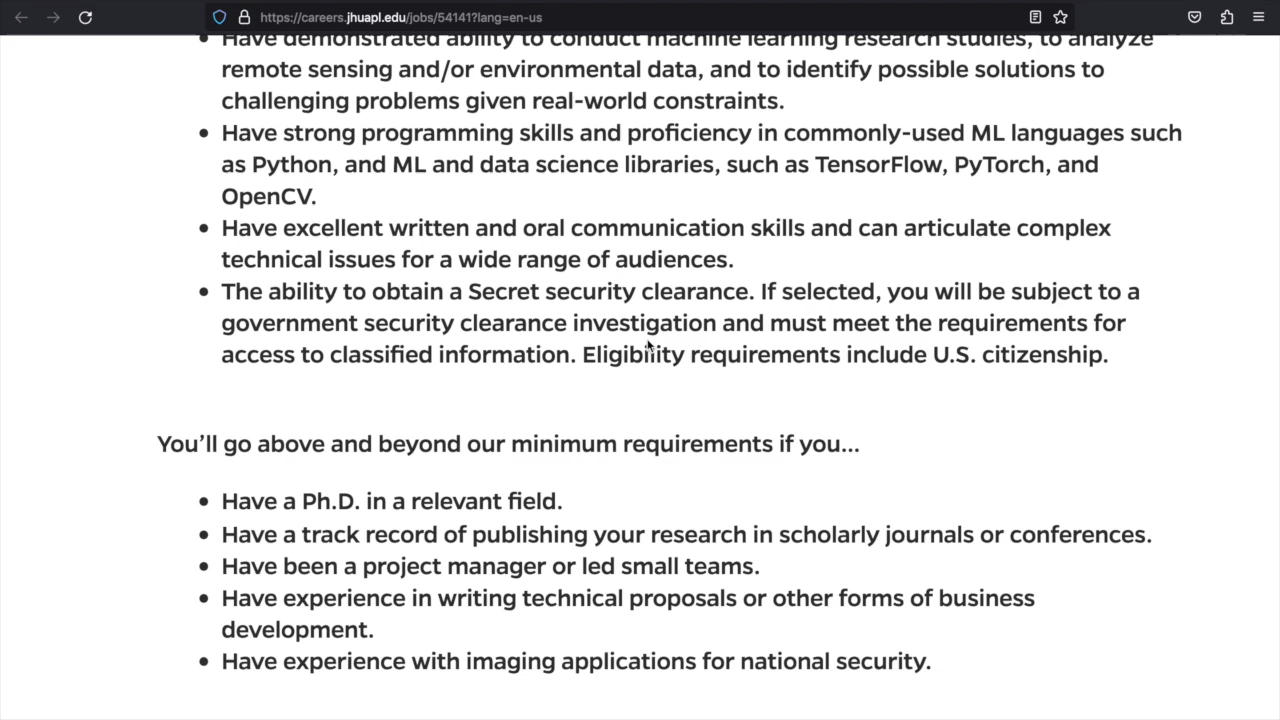 https://careers.jhuapl.edu/jobs/54141?lang=en-us
Have demonstrated ability to conduct machine learning research studies, to analyze
remote sensing and/or environmental data, and to identify possible solutions to
challenging problems given real-world constraints.
Have strong programming skills and proficiency in commonly-used ML languages such
as Python, and ML and data science libraries, such as TensorFlow, PyTorch, and
OpenCV.
Have excellent written and oral communication skills and can articulate complex
technical issues for a wide range of audiences.
The ability to obtain a Secret security clearance. If selected, you will be subject to a
government security clearance investigation and must meet the requirements for
access to classified information. Eligibility requirements include U.S. citizenship.
You’ll go above and beyond our minimum requirements if you...
Have a Ph.D. in a relevant field.
Have a track record of publishing your research in scholarly journals or conferences.
Have been a project manager or led small teams.
Have experience in writing technical proposals or other forms of business
development.
Have experience with imaging applications for national security.